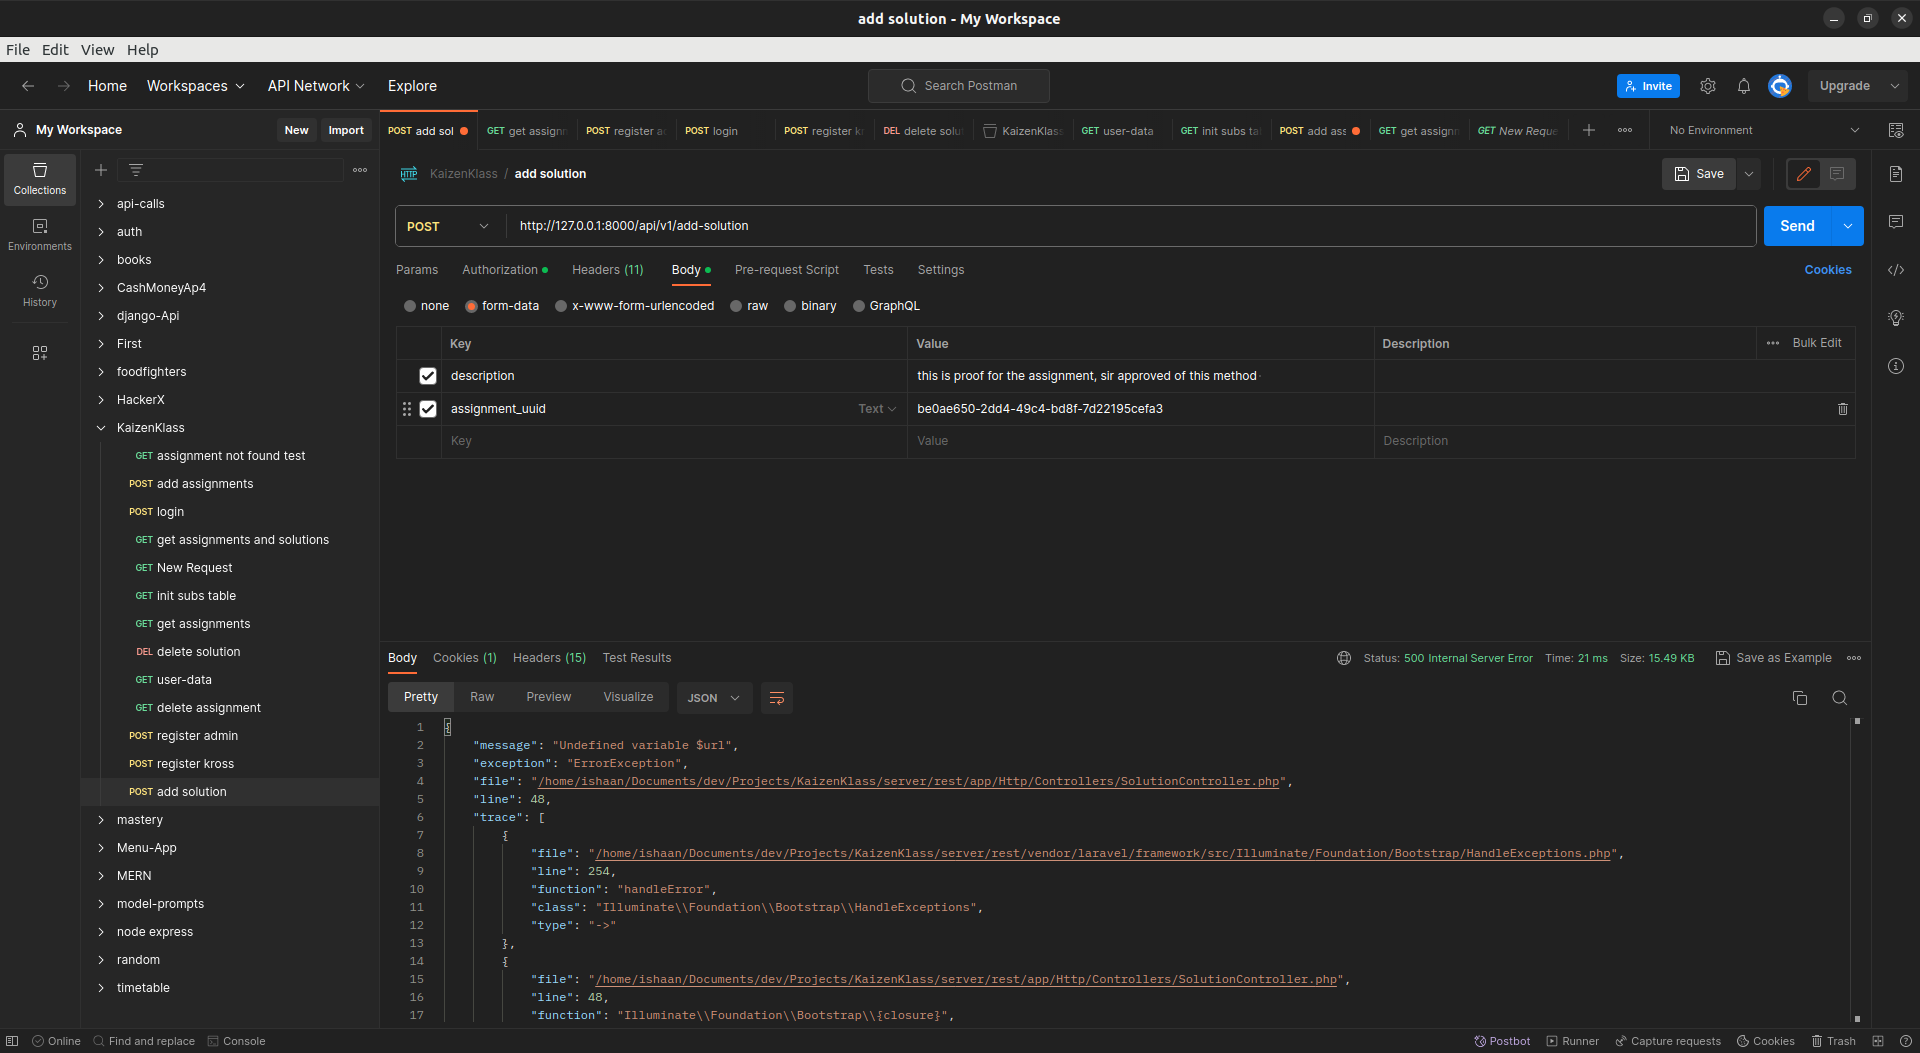 add solution - My Workspace
File Edit View Help
Home Workspaces API Network Explore
Search Postman
Invite
Upgrade
My Workspace
New Import
POST add sol
GET get assignn
POST register a
POST login
POST register k
DEL delete solu
KaizenKlas
GET user-data
GET init subs ta
POST add ass
GET get assignn
GET New Reque
No Environment
Collections
Environments
History
api-calls
auth
books
CashMoneyAp4
django-Api
First
foodfighters
HackerX
KaizenKlass
GET assignment not found test
POST add assignments
POST login
GET get assignments and solutions
GET New Request
GET init subs table
GET get assignments
DEL delete solution
GET user-data
GET delete assignment
POST register admin
POST register kross
POST add solution
mastery
Menu-App
MERN
model-prompts
node express
random
timetable
HTTP KaizenKlass / add solution
Save
POST http://127.0.0.1:8000/api/v1/add-solution
Send
Params Authorization Headers (11) Body Pre-request Script Tests Settings
Cookies
none form-data x-www-form-urlencoded raw binary GraphQL
Key Value Description Bulk Edit
description this is proof for the assignment, sir approved of this method
assignment_uuid Text be0ae650-2dd4-49c4-bd8f-7d22195cefa3
Key Value Description
Body Cookies (1) Headers (15) Test Results
Status: 500 Internal Server Error Time: 21 ms Size: 15.49 KB Save as Example
Pretty Raw Preview Visualize JSON
1 {
2 "message": "Undefined variable $url",
3 "exception": "ErrorException",
4 "file": "/home/ishaan/Documents/dev/Projects/KaizenKlass/server/rest/app/Http/Controllers/SolutionController.php",
5 "line": 48,
6 "trace": [
7 {
8 "file": "/home/ishaan/Documents/dev/Projects/KaizenKlass/server/rest/vendor/laravel/framework/src/Illuminate/Foundation/Bootstrap/HandleExceptions.php",
9 "line": 254,
10 "function": "handleError",
11 "class": "Illuminate\\Foundation\\Bootstrap\\HandleExceptions",
12 "type": "->"
13 },
14 {
15 "file": "/home/ishaan/Documents/dev/Projects/KaizenKlass/server/rest/app/Http/Controllers/SolutionController.php",
16 "line": 48,
17 "function": "Illuminate\\Foundation\\Bootstrap\\{closure}",
Online Find and replace Console
Postbot Runner Capture requests Cookies Trash